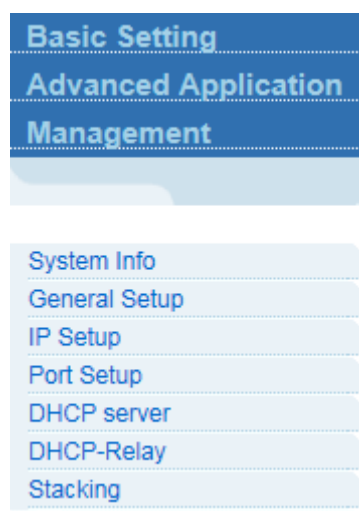 Basic Setting
Advanced Application
Management
System Info
General Setup
IP Setup
Port Setup
DHCP server
DHCP-Relay
Stacking